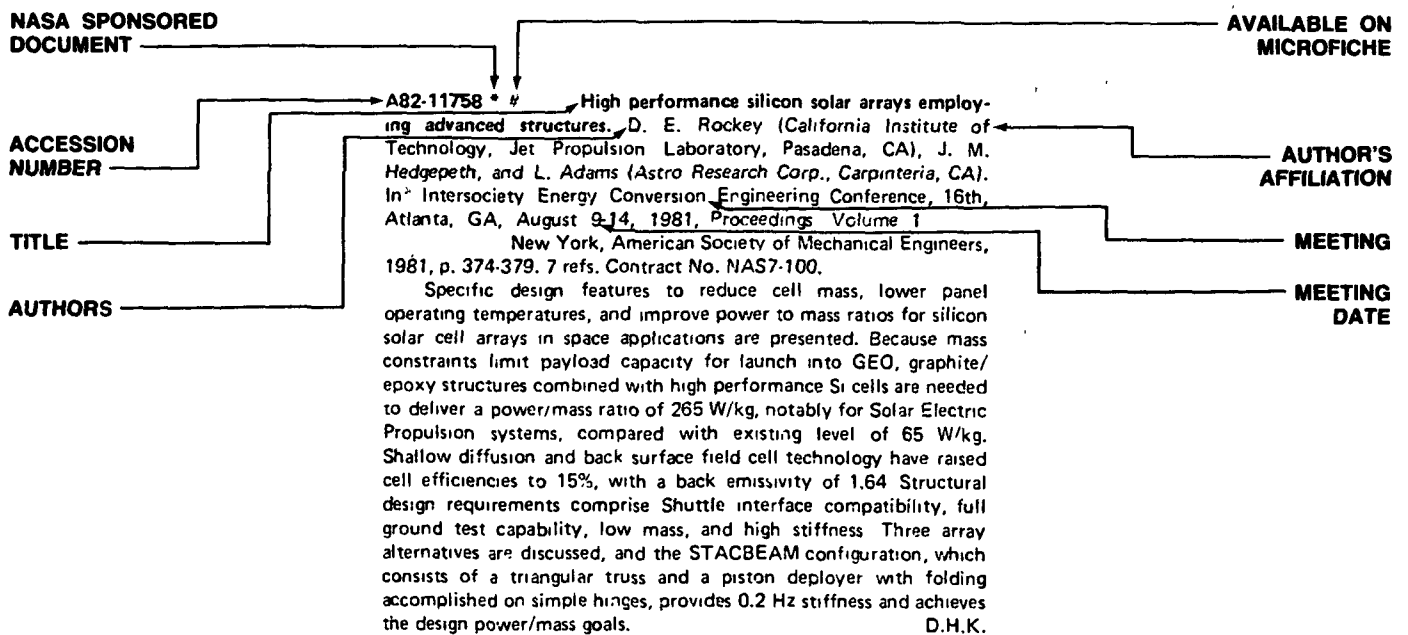 NASA SPONSORED
DOCUMENT
AVAILABLE ON
MICROFICHE
ACCESSION
NUMBER
TITLE
AUTHORS
AUTHOR'S
AFFILIATION
MEETING
MEETING
DATE
A82-11758 * # High performance silicon solar arrays employ-
ing advanced structures. D. E. Rockey (California Institute of
Technology, Jet Propulsion Laboratory, Pasadena, CA), J. M.
Hedgepeth, and L. Adams (Astro Research Corp., Carpinteria, CA).
In: Intersociety Energy Conversion Engineering Conference, 16th,
Atlanta, GA, August 9-14, 1981, Proceedings Volume 1
New York, American Society of Mechanical Engineers,
1981, p. 374-379. 7 refs. Contract No. NAS7-100.
Specific design features to reduce cell mass, lower panel
operating temperatures, and improve power to mass ratios for silicon
solar cell arrays in space applications are presented. Because mass
constraints limit payload capacity for launch into GEO, graphite/
epoxy structures combined with high performance Si cells are needed
to deliver a power/mass ratio of 265 W/kg, notably for Solar Electric
Propulsion systems, compared with existing level of 65 W/kg.
Shallow diffusion and back surface field cell technology have raised
cell efficiencies to 15%, with a back emissivity of 1.64 Structural
design requirements comprise Shuttle interface compatibility, full
ground test capability, low mass, and high stiffness Three array
alternatives are discussed, and the STACBEAM configuration, which
consists of a triangular truss and a piston deployer with folding
accomplished on simple hinges, provides 0.2 Hz stiffness and achieves
the design power/mass goals. D.H.K.